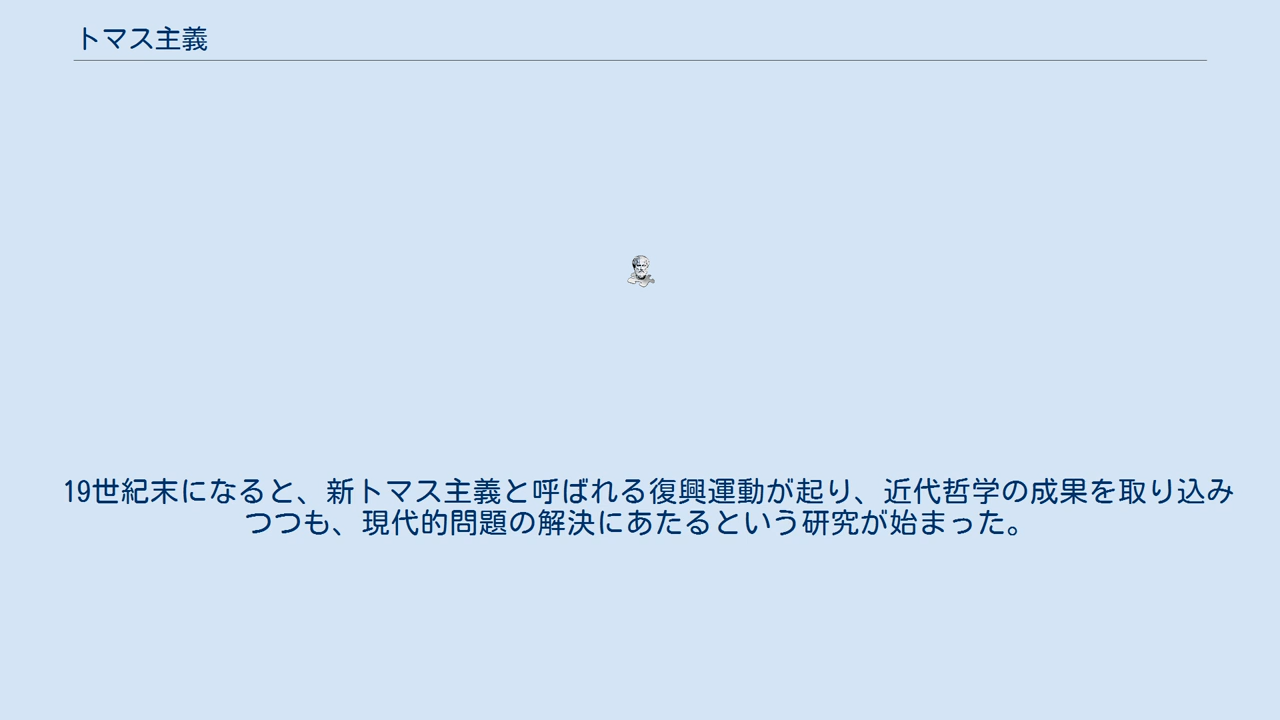 トマス主義
19世紀末になると、新トマス主義と呼ばれる復興運動が起り、近代哲学の成果を取り込み
つつも、現代的問題の解決にあたるという研究が始まった。